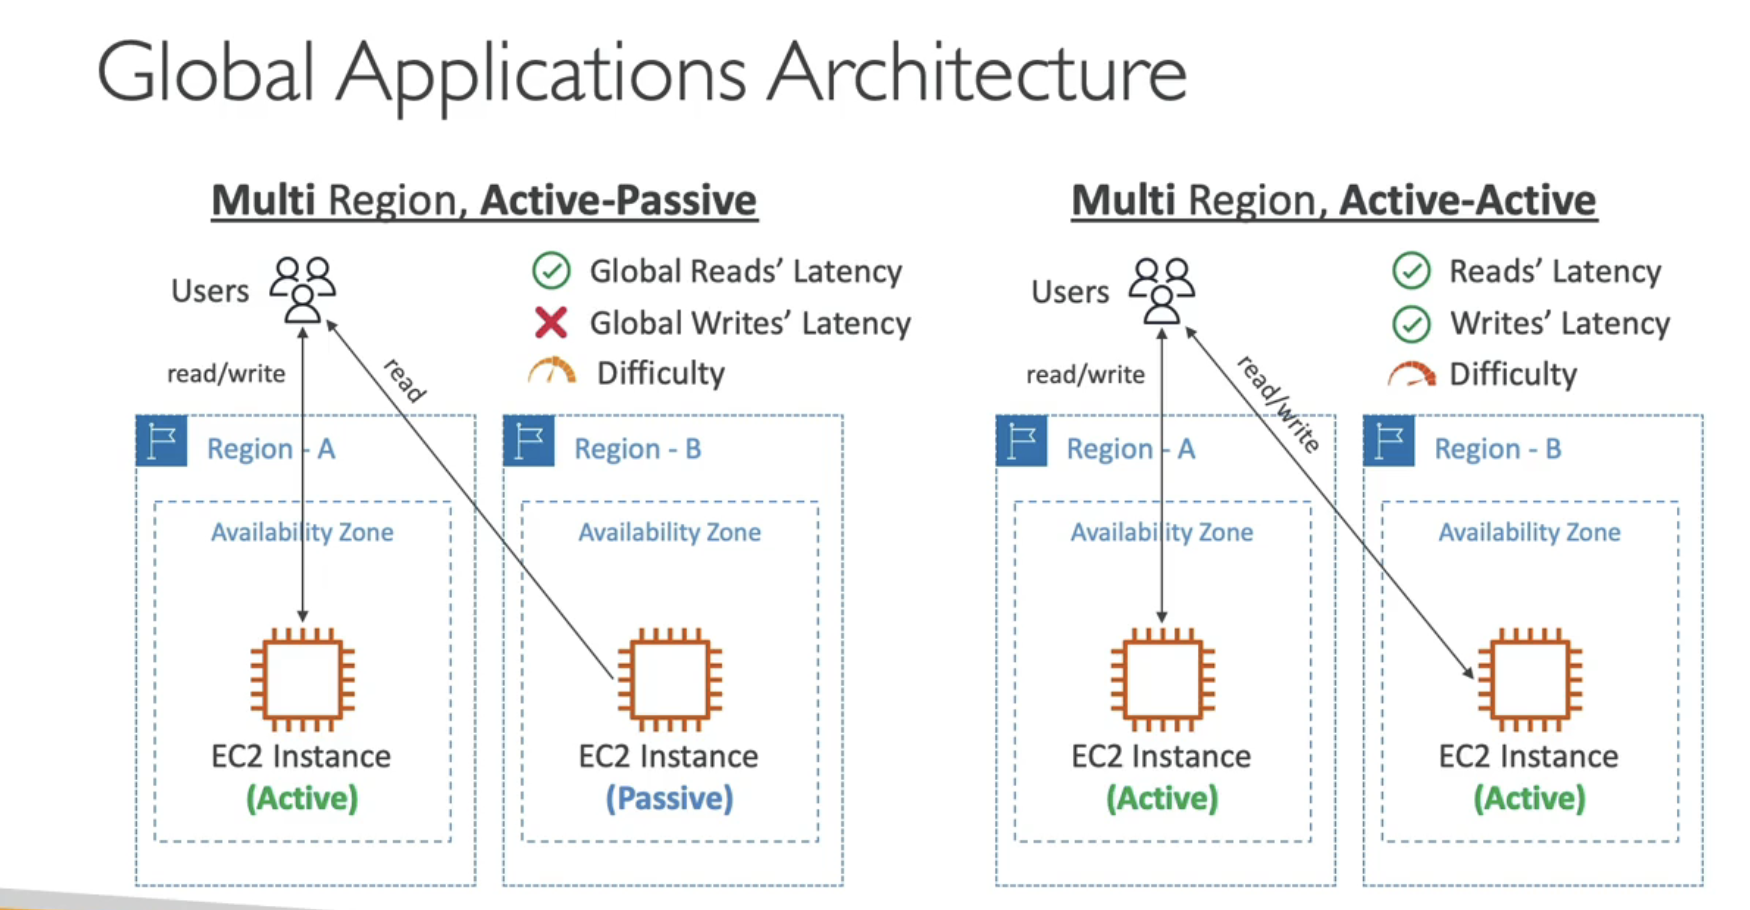 Global Applications Architecture
Multi Region, Active-Passive
Users
Global Reads’ Latency
Global Writes’ Latency
Difficulty
read/write
read
Region - A
Availability Zone
EC2 Instance
(Active)
Region - B
Availability Zone
EC2 Instance
(Passive)
Multi Region, Active-Active
Users
Reads’ Latency
Writes’ Latency
Difficulty
read/write
read/write
Region - A
Availability Zone
EC2 Instance
(Active)
Region - B
Availability Zone
EC2 Instance
(Active)